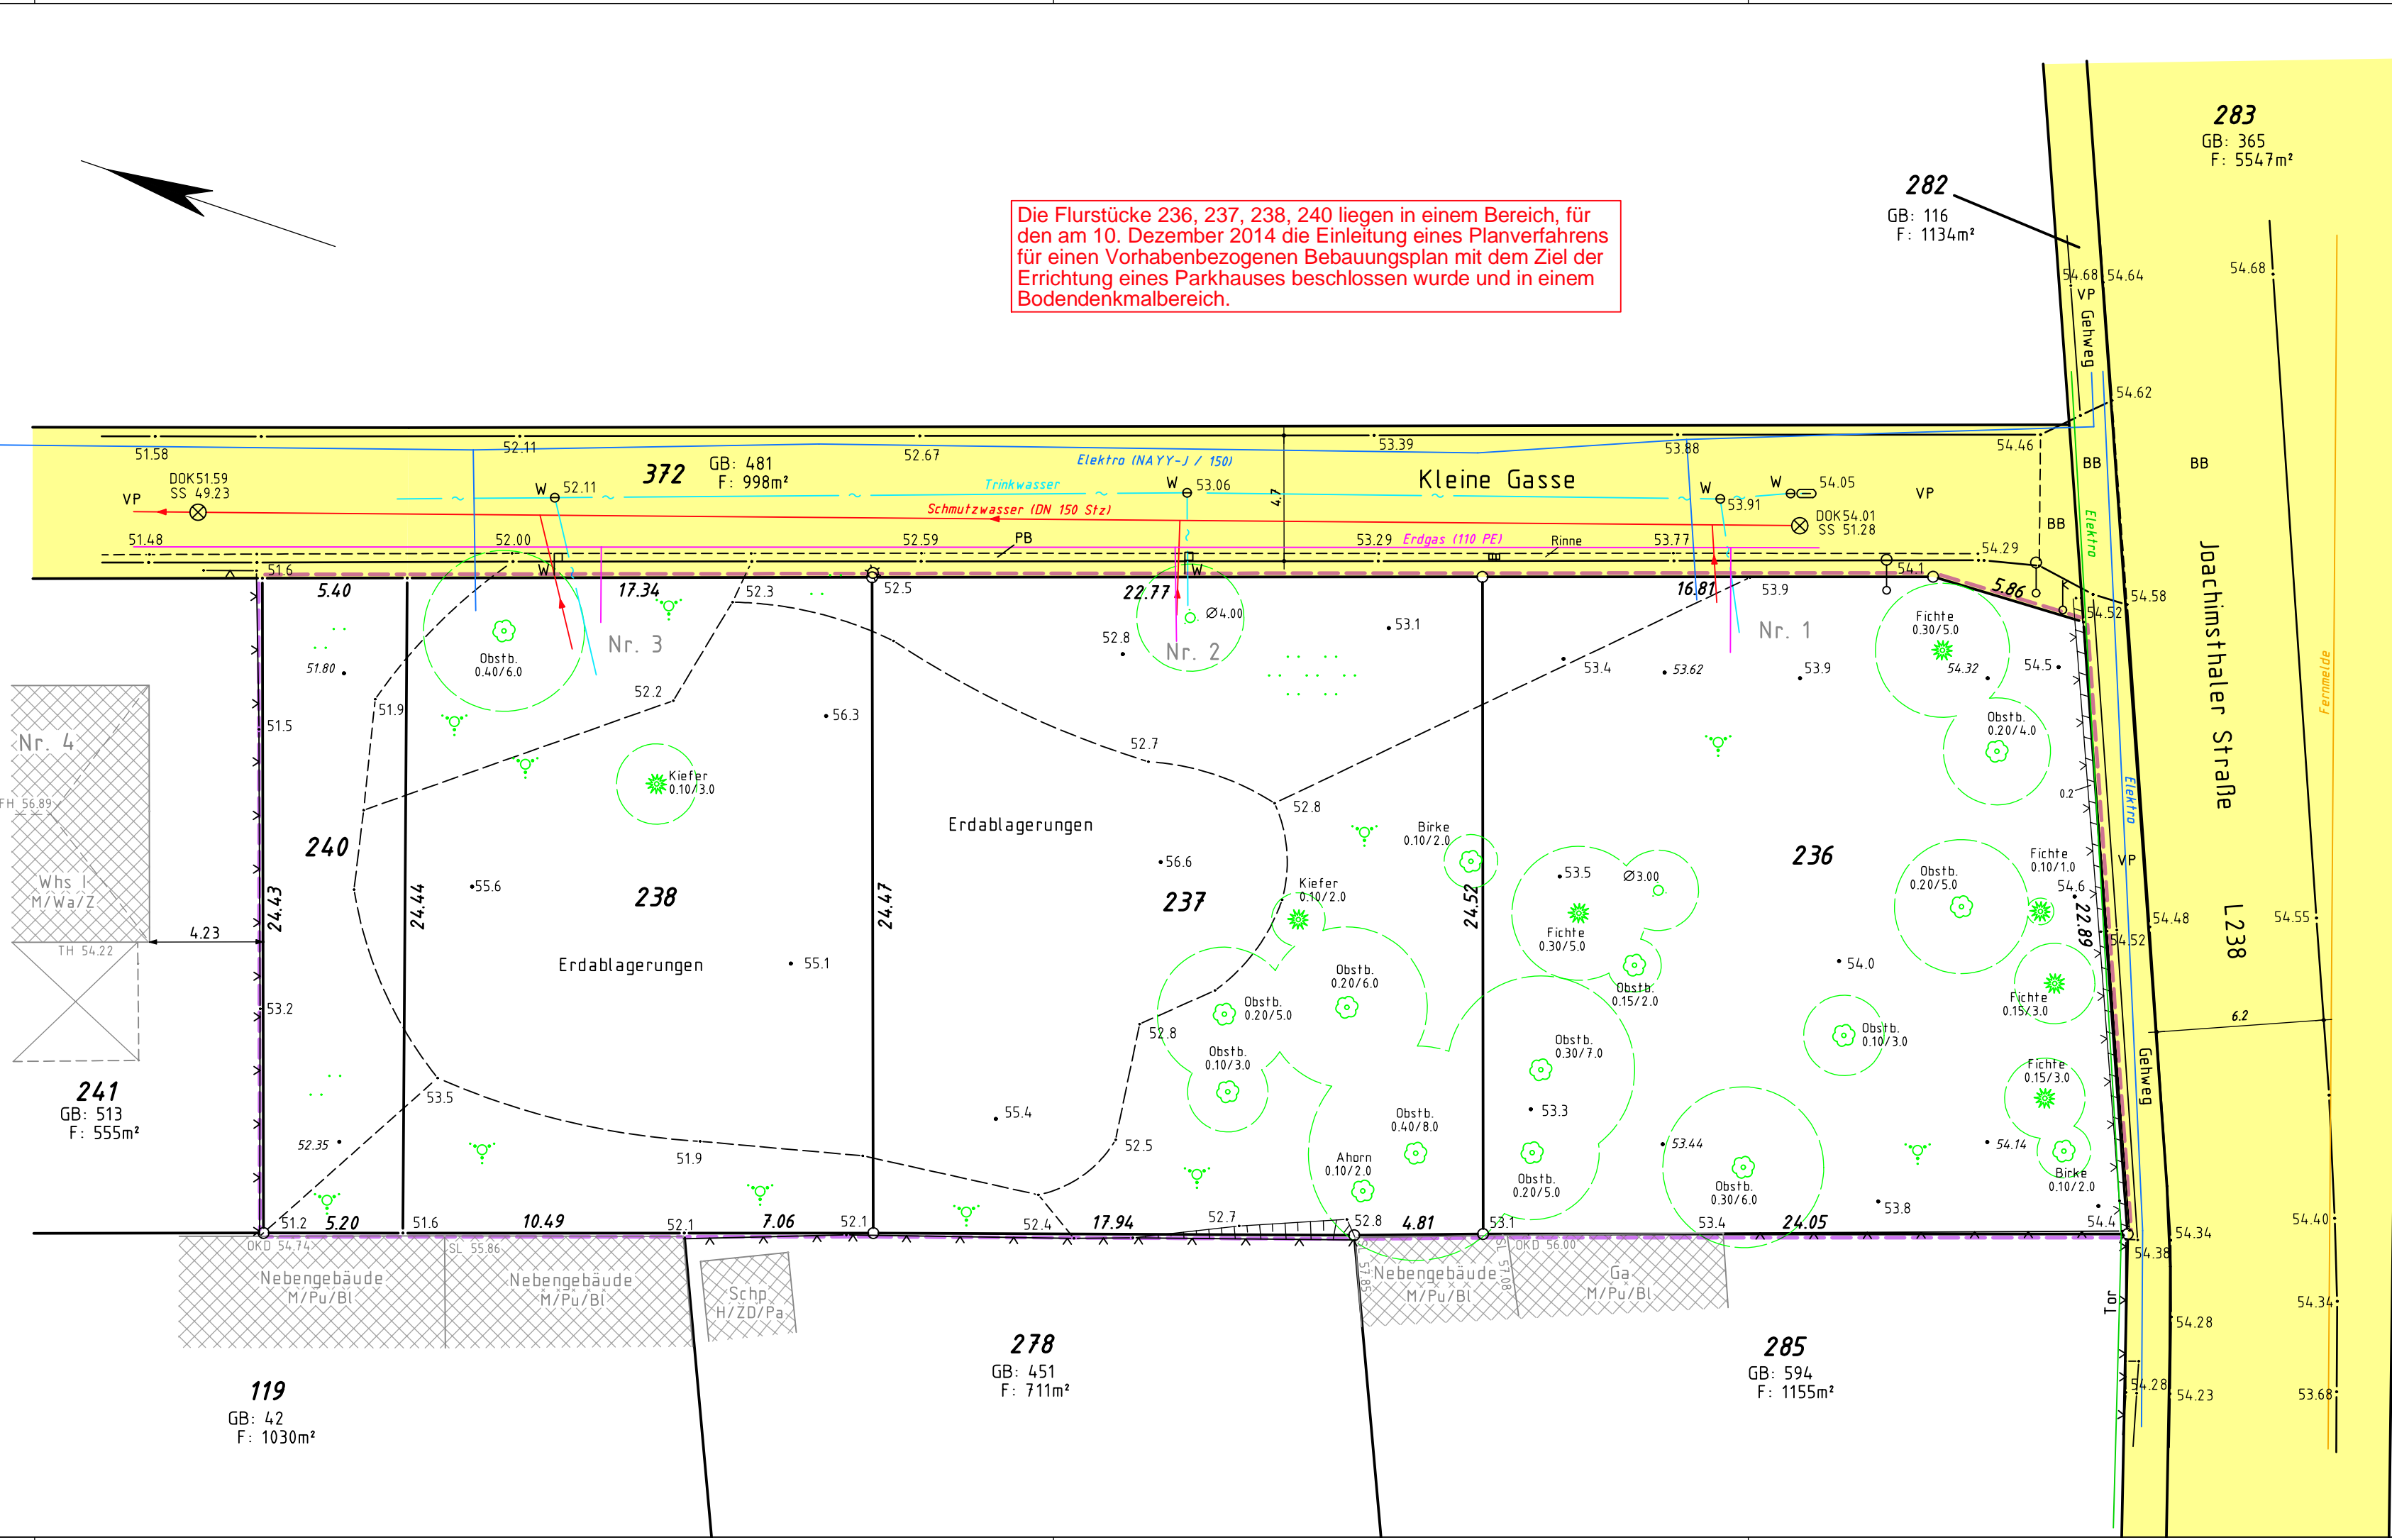 283
GB: 365
F: 5547m²
282
GB: 116
F: 1134m²
Die Flurstücke 236, 237, 238, 240 liegen in einem Bereich, für
den am 10. Dezember 2014 die Einleitung eines Planverfahrens
für einen Vorhabenbezogenen Bebauungsplan mit dem Ziel der
Errichtung eines Parkhauses beschlossen wurde und in einem
Bodendenkmalbereich.
54.68
54.64
54.68
VP
Gehweg
54.62
51.58
52.11
52.67
53.39
53.88
54.46
372
GB: 481
F: 998m²
Elektro (NAYY-J / 150)
Kleine Gasse
BB
BB
DOK51.59
SS 49.23
VP
W
52.11
Trinkwasser
W
53.06
4.7
W
53.91
W
54.05
VP
Schmutzwasser (DN 150 Stz)
DOK54.01
SS 51.28
BB
Elektro
51.48
52.00
52.59
PB
53.29
Erdgas (110 PE)
Rinne
53.77
54.29
51.6
W
W
54.1
5.40
17.34
52.3
52.5
22.77
16.81
53.9
5.86
54.58
54.52
Ø4.00
53.1
Nr. 3
52.8
Nr. 2
Nr. 1
Fichte
0.30/5.0
Obstb.
0.40/6.0
51.80
53.4
53.62
53.9
54.32
54.5
Joachimsthaler Straße
Fernmelde
52.2
51.9
56.3
51.5
Nr. 4
52.7
Obstb.
0.20/4.0
Kiefer
0.10/3.0
FH 56.89
52.8
0.2
Elektro
Erdablagerungen
Birke
0.10/2.0
240
236
Fichte
0.10/1.0
VP
Whs I
M/Wa/Z
55.6
238
56.6
237
Kiefer
0.10/2.0
53.5
Ø3.00
Obstb.
0.20/5.0
54.6
24.43
24.44
24.47
24.52
22.89
54.48
54.55
L238
4.23
TH 54.22
Fichte
0.30/5.0
54.52
Erdablagerungen
55.1
54.0
Obstb.
0.20/6.0
Obstb.
0.15/2.0
Fichte
0.15/3.0
53.2
Obstb.
0.20/5.0
52.8
Obstb.
0.10/3.0
6.2
Obstb.
0.10/3.0
Obstb.
0.30/7.0
Fichte
0.15/3.0
Gehweg
241
GB: 513
F: 555m²
53.5
55.4
53.3
Obstb.
0.40/8.0
52.35
51.9
52.5
53.44
54.14
Ahorn
0.10/2.0
Obstb.
0.20/5.0
Obstb.
0.30/6.0
Birke
0.10/2.0
53.8
51.2
5.20
51.6
10.49
52.1
7.06
52.1
52.4
17.94
52.7
52.8
4.81
53.1
53.4
24.05
54.4
54.40
54.34
54.38
OKD 54.74
SL 55.86
SL 57.85
SL 57.08
OKD 56.00
Nebengebäude
M/Pu/Bl
Nebengebäude
M/Pu/Bl
Schp
H/ZD/Pa
Nebengebäude
M/Pu/Bl
Ga
M/Pu/Bl
Tor
54.34
54.28
278
GB: 451
F: 711m²
285
GB: 594
F: 1155m²
119
GB: 42
F: 1030m²
54.28
54.23
53.68